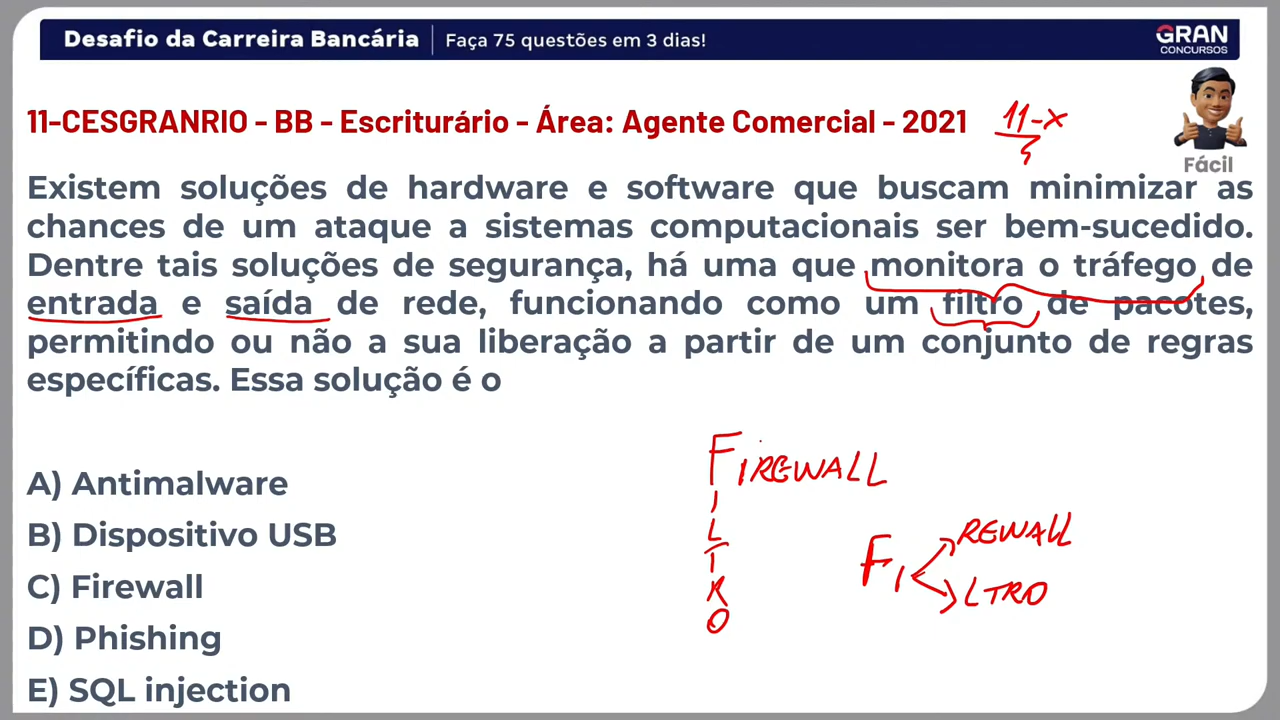 Desafio da Carreira Bancária | Faça 75 questões em 3 dias!
GRAN
CONCURSOS
11-CESGRANRIO - BB - Escriturário - Área: Agente Comercial - 2021
11-X
5
Fácil
Existem soluções de hardware e software que buscam minimizar as
chances de um ataque a sistemas computacionais ser bem-sucedido.
Dentre tais soluções de segurança, há uma que monitora o tráfego de
entrada e saída de rede, funcionando como um filtro de pacotes,
permitindo ou não a sua liberação a partir de um conjunto de regras
específicas. Essa solução é o
A) Antimalware
B) Dispositivo USB
C) Firewall
D) Phishing
E) SQL injection
FIREWALL
I
L
T
R
O
FI
REWALL
LTRO